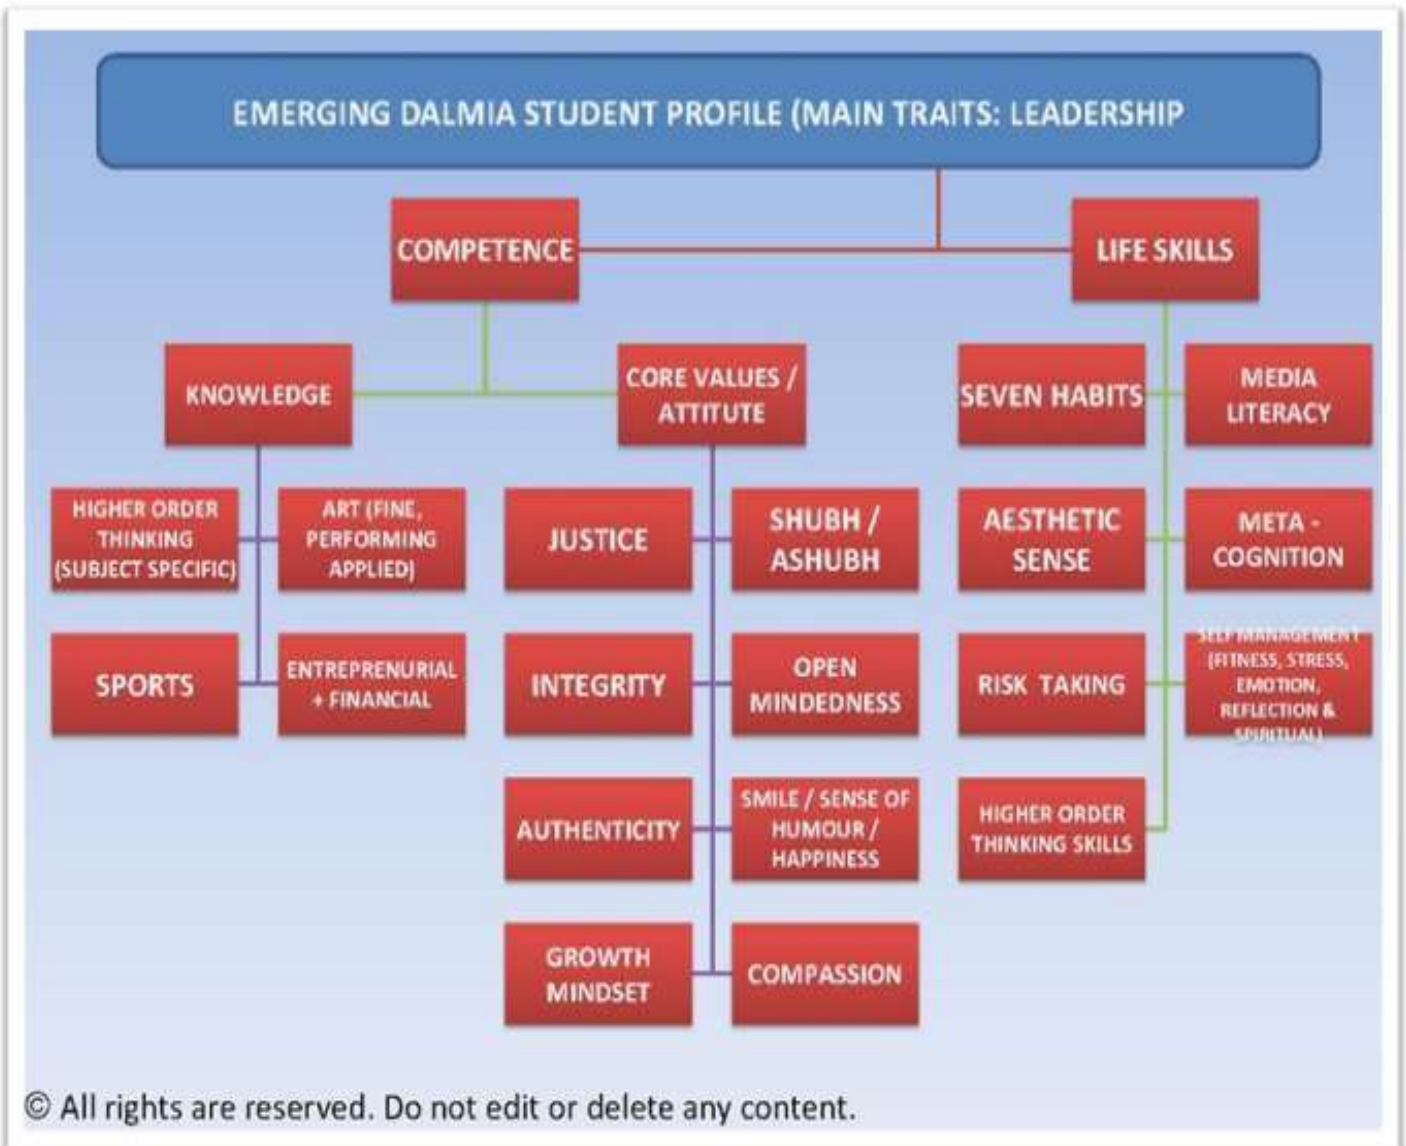 EMERGING DALMIA STUDENT PROFILE (MAIN TRAITS: LEADERSHIP
COMPETENCE
LIFE SKILLS
KNOWLEDGE
CORE VALUES /
ATTITUTE
SEVEN HABITS
MEDIA
LITERACY
HIGHER ORDER
THINKING
(SUBJECT SPECIFIC)
ART (FINE,
PERFORMING
APPLIED)
JUSTICE
SHUBH /
ASHUBH
AESTHETIC
SENSE
META -
COGNITION
SPORTS
ENTREPRENURIAL
+ FINANCIAL
INTEGRITY
OPEN
MINDEDNESS
RISK TAKING
SELF MANAGEMENT
(FITNESS, STRESS,
EMOTION,
REFLECTION &
SPIRITUAL)
AUTHENTICITY
SMILE / SENSE OF
HUMOUR /
HAPPINESS
HIGHER ORDER
THINKING SKILLS
GROWTH
MINDSET
COMPASSION
© All rights are reserved. Do not edit or delete any content.